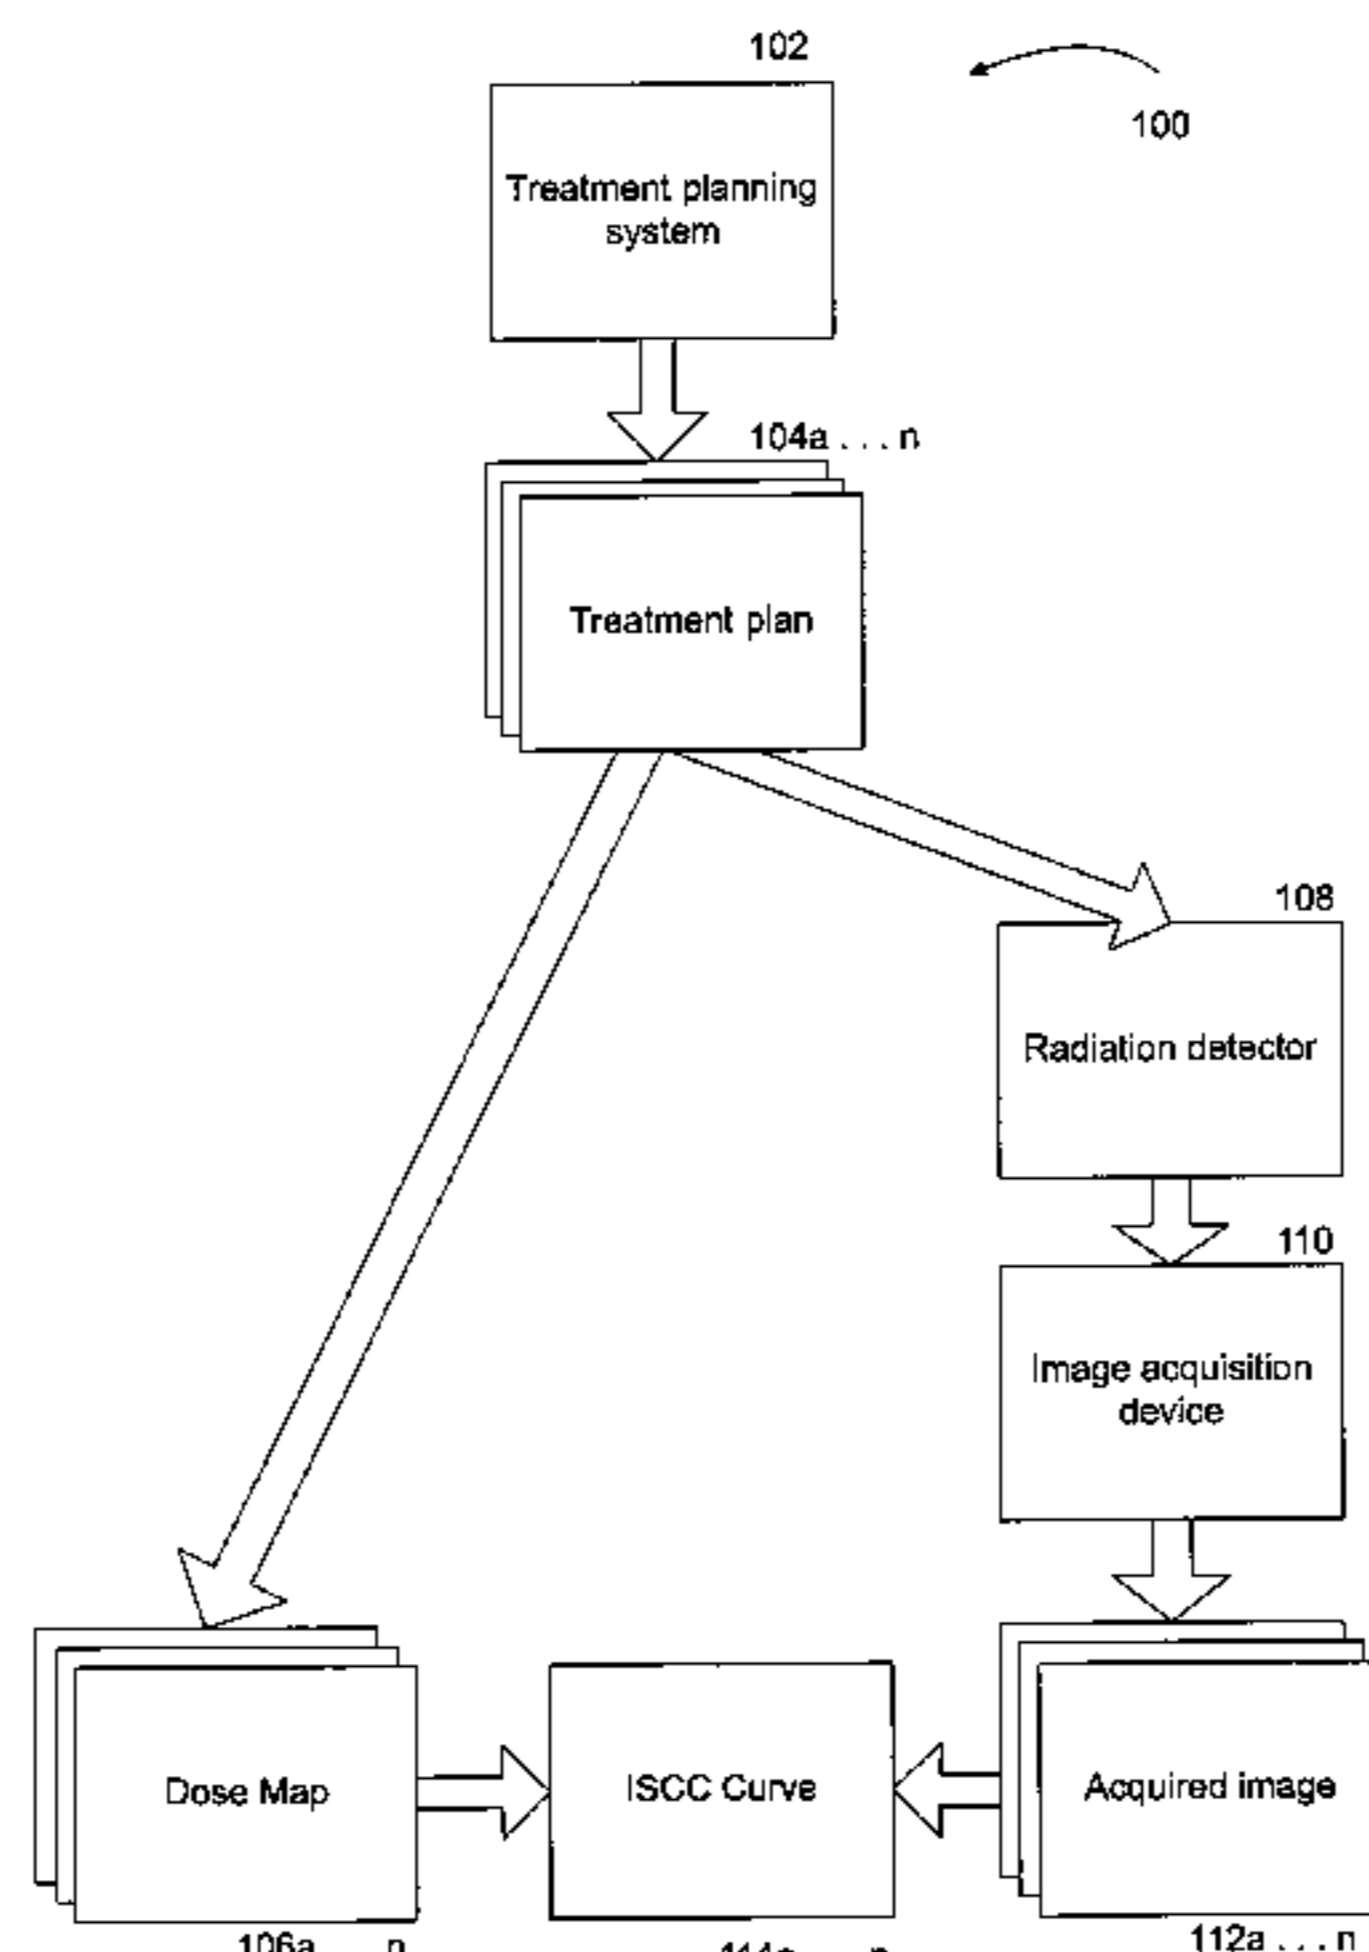 102
100
Treatment planning
system
104a . . . n
Treatment plan
108
Radiation detector
110
Image acquisition
device
Dose Map
ISCC Curve
Acquired image
112a . . . n